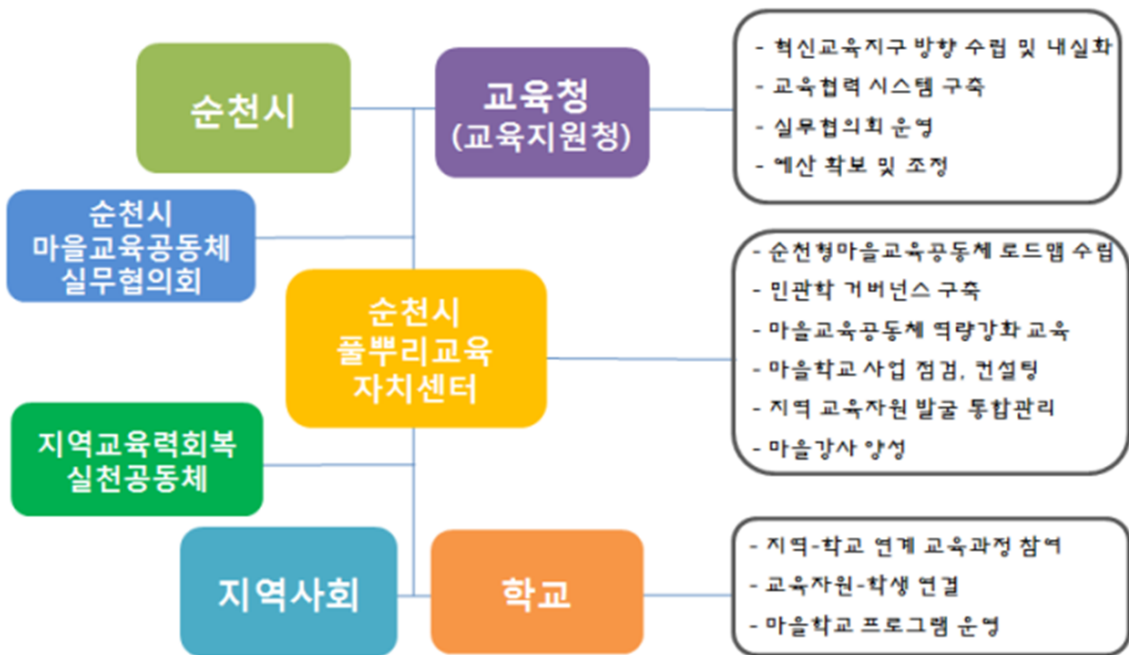 순천시
교육청
(교육지원청)
- 혁신교육지구 방향 수립 및 내실화
- 교육협력 시스템 구축
- 실무협의회 운영
- 예산 확보 및 조정
순천시
마을교육공동체
실무협의회
순천시
풀뿌리교육
자치센터
- 순천형마을교육공동체 로드맵 수립
- 민관학 거버넌스 구축
- 마을교육공동체 역량강화 교육
- 마을학교 사업 점검, 컨설팅
- 지역 교육자원 발굴 통합관리
- 마을강사 양성
지역교육력회복
실천공동체
지역사회
학교
- 지역-학교 연계 교육과정 참여
- 교육자원-학생 연결
- 마을학교 프로그램 운영